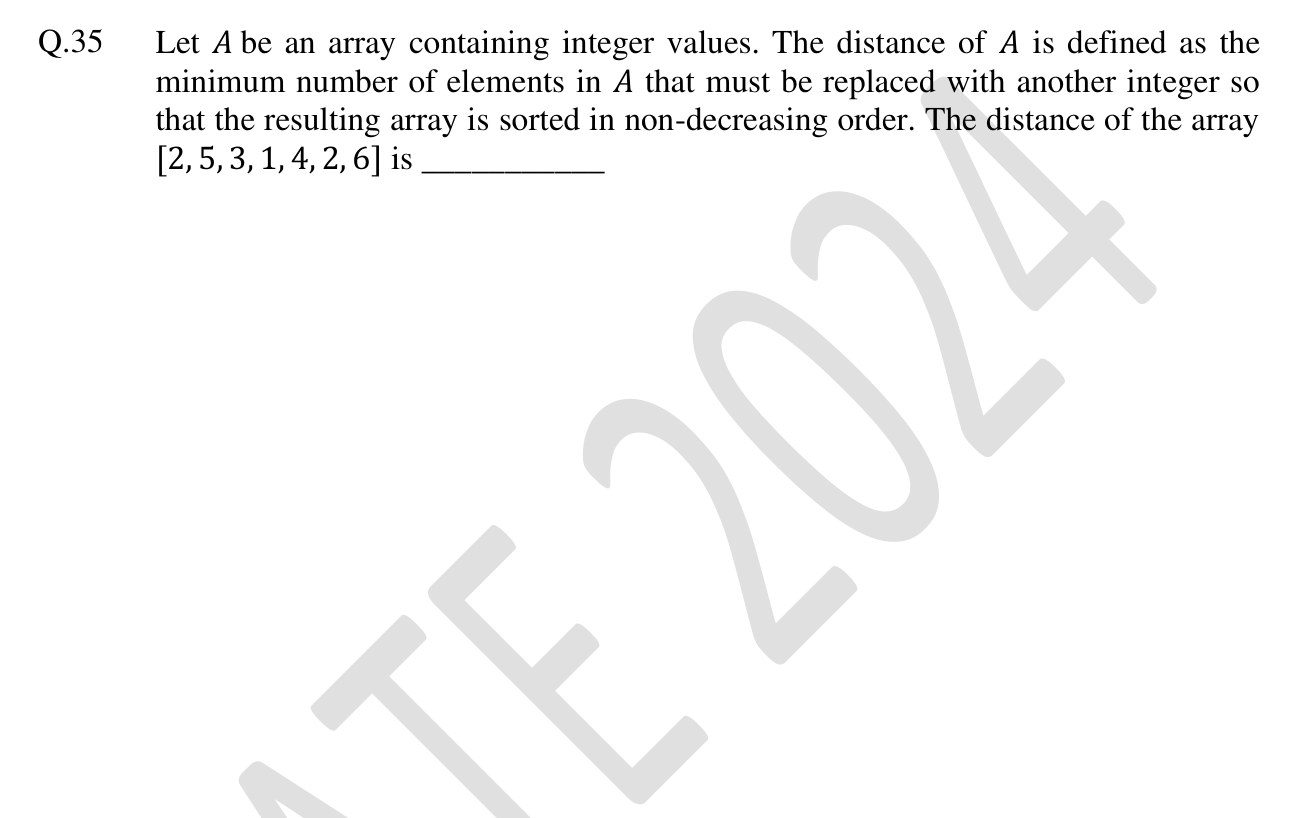 Q.35 Let A be an array containing integer values. The distance of A is defined as the
minimum number of elements in A that must be replaced with another integer so
that the resulting array is sorted in non-decreasing order. The distance of the array
[2, 5, 3, 1, 4, 2, 6] is ___________
ATE 2024